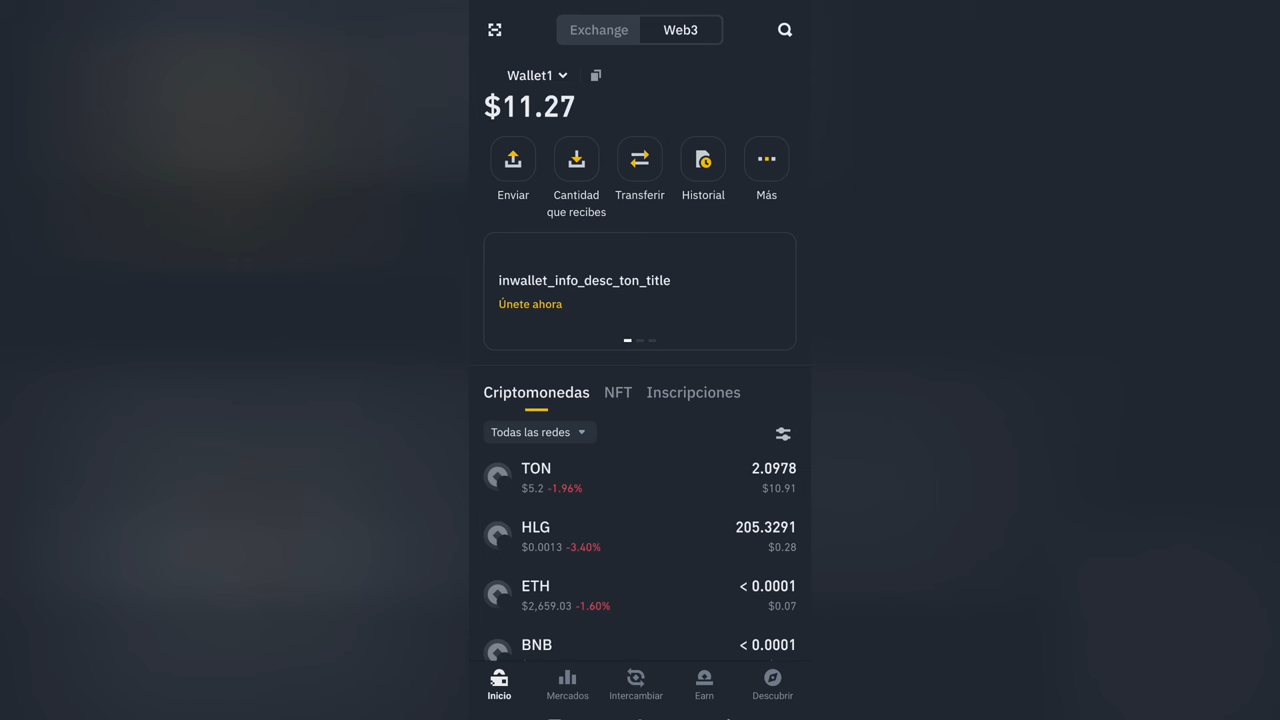 Exchange Web3
Wallet1
$11.27
Enviar Cantidad que recibes Transferir Historial Más
inwallet_info_desc_ton_title
Únete ahora
Criptomonedas NFT Inscripciones
Todas las redes
TON 2.0978
$5.2 -1.96% $10.91
HLG 205.3291
$0.0013 -3.40% $0.28
ETH < 0.0001
$2,659.03 -1.60% $0.07
BNB < 0.0001
Inicio Mercados Intercambiar Earn Descubrir